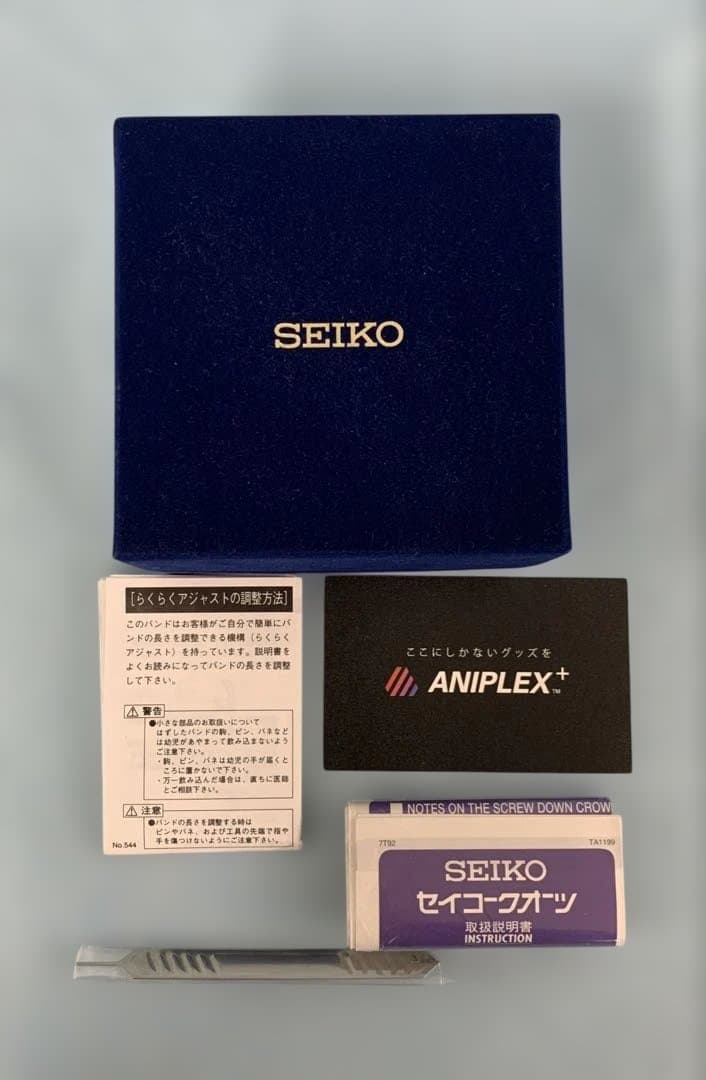 SEIKO
[らくらくアジャストの調整方法]
このバンドはお客様がご自分で簡単にバ
ンドの長さを調整できる機構(らくらく
アジャスト)を持っています。説明書を
よくお読みになってバンドの長さを調整
して下さい。
⚠ 警告
●小さな部品のお取扱いについて
はずしたバンドの駒、ピン、バネなど
は幼児があやまって飲み込まないよう
ご注意下さい。
・駒、ピン、バネは幼児の手が届くと
ころに置かないで下さい。
・万一飲み込んだ場合は、直ちに医師
とご相談下さい。
⚠ 注意
●バンドの長さを調整する時は
ピンやバネ、および工具の先端で指や
手を傷つけないようにご注意下さい。
No.544
ここにしかないグッズを
ANIPLEX+™
NOTES ON THE SCREW DOWN CROW
7T92
TA1199
SEIKO
セイコークオーツ
取扱説明書
INSTRUCTION